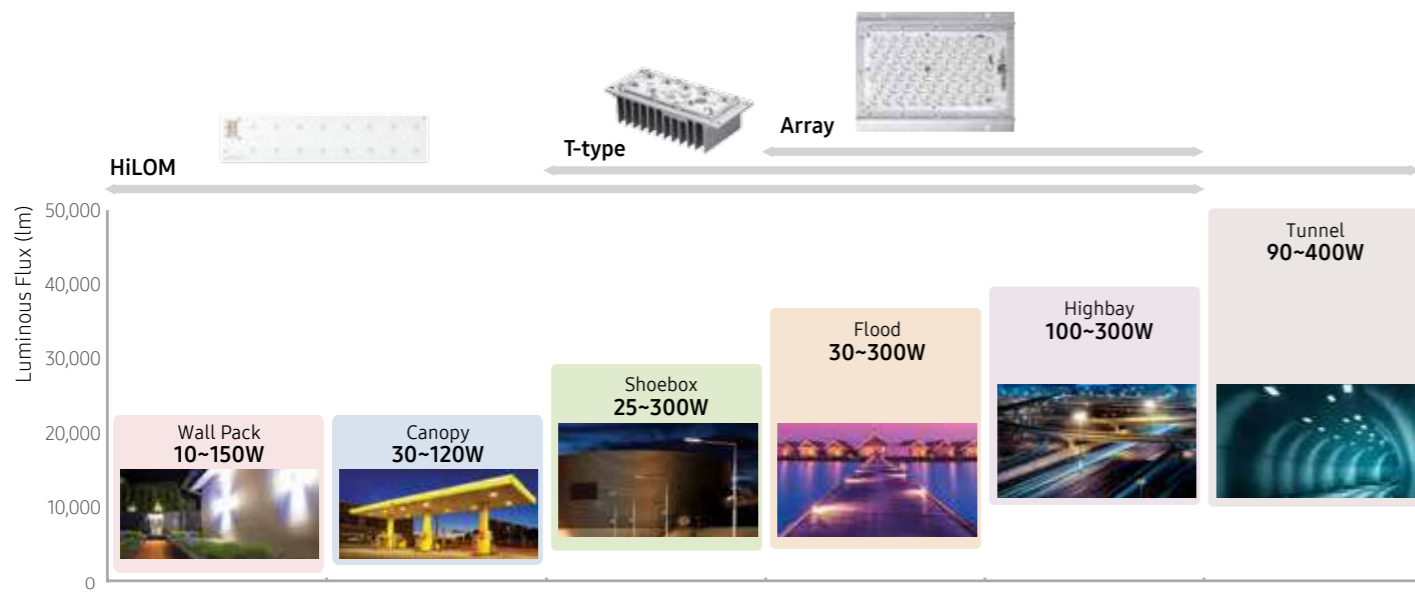 Array
T-type
HiLOM
Luminous Flux (lm)
50,000
40,000
30,000
20,000
10,000
0
Wall Pack
10~150W
Canopy
30~120W
Shoebox
25~300W
Flood
30~300W
Highbay
100~300W
Tunnel
90~400W